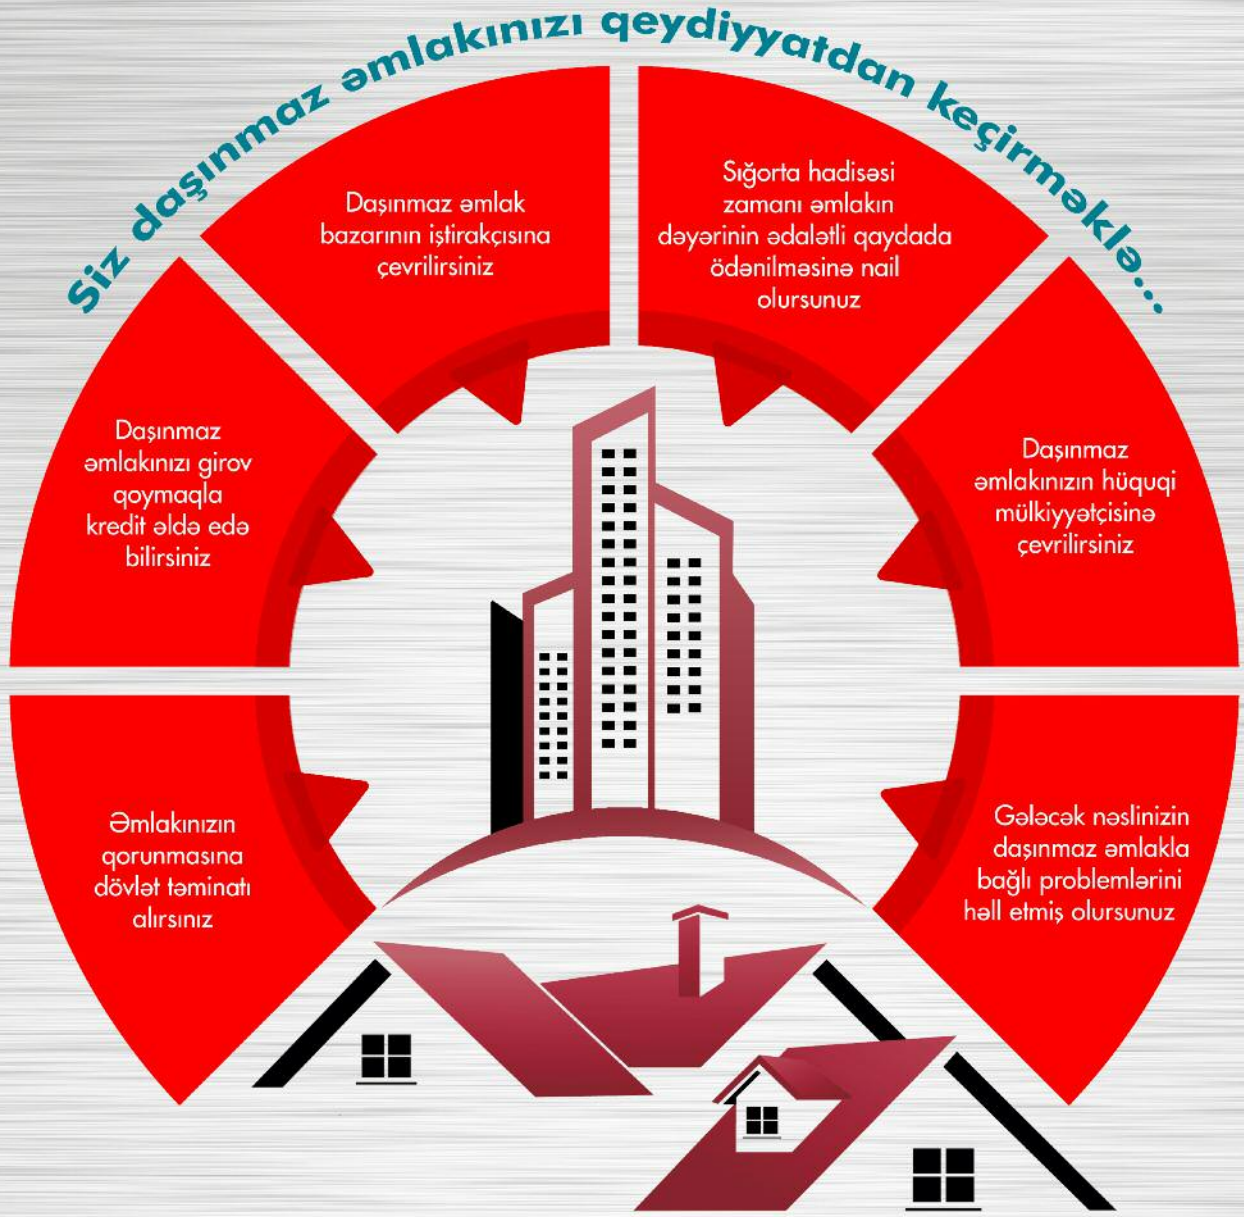 Siz daşınmaz əmlakınızı qeydiyyatdan keçirməklə...
Daşınmaz əmlak
bazarının iştirakçısına
çevrilirsiniz
Sığorta hadisəsi
zamanı əmlakın
dəyərinin ədalətli qaydada
ödənilməsinə nail
olursunuz
Daşınmaz
əmlakınızı girov
qoymaqla
kredit əldə edə
bilirsiniz
Daşınmaz
əmlakınızın hüquqi
mülkiyyətçisinə
çevrilirsiniz
Əmlakınızın
qorunmasına
dövlət təminatı
alırsınız
Gələcək nəslinizin
daşınmaz əmlakla
bağlı problemlərini
həll etmiş olursunuz